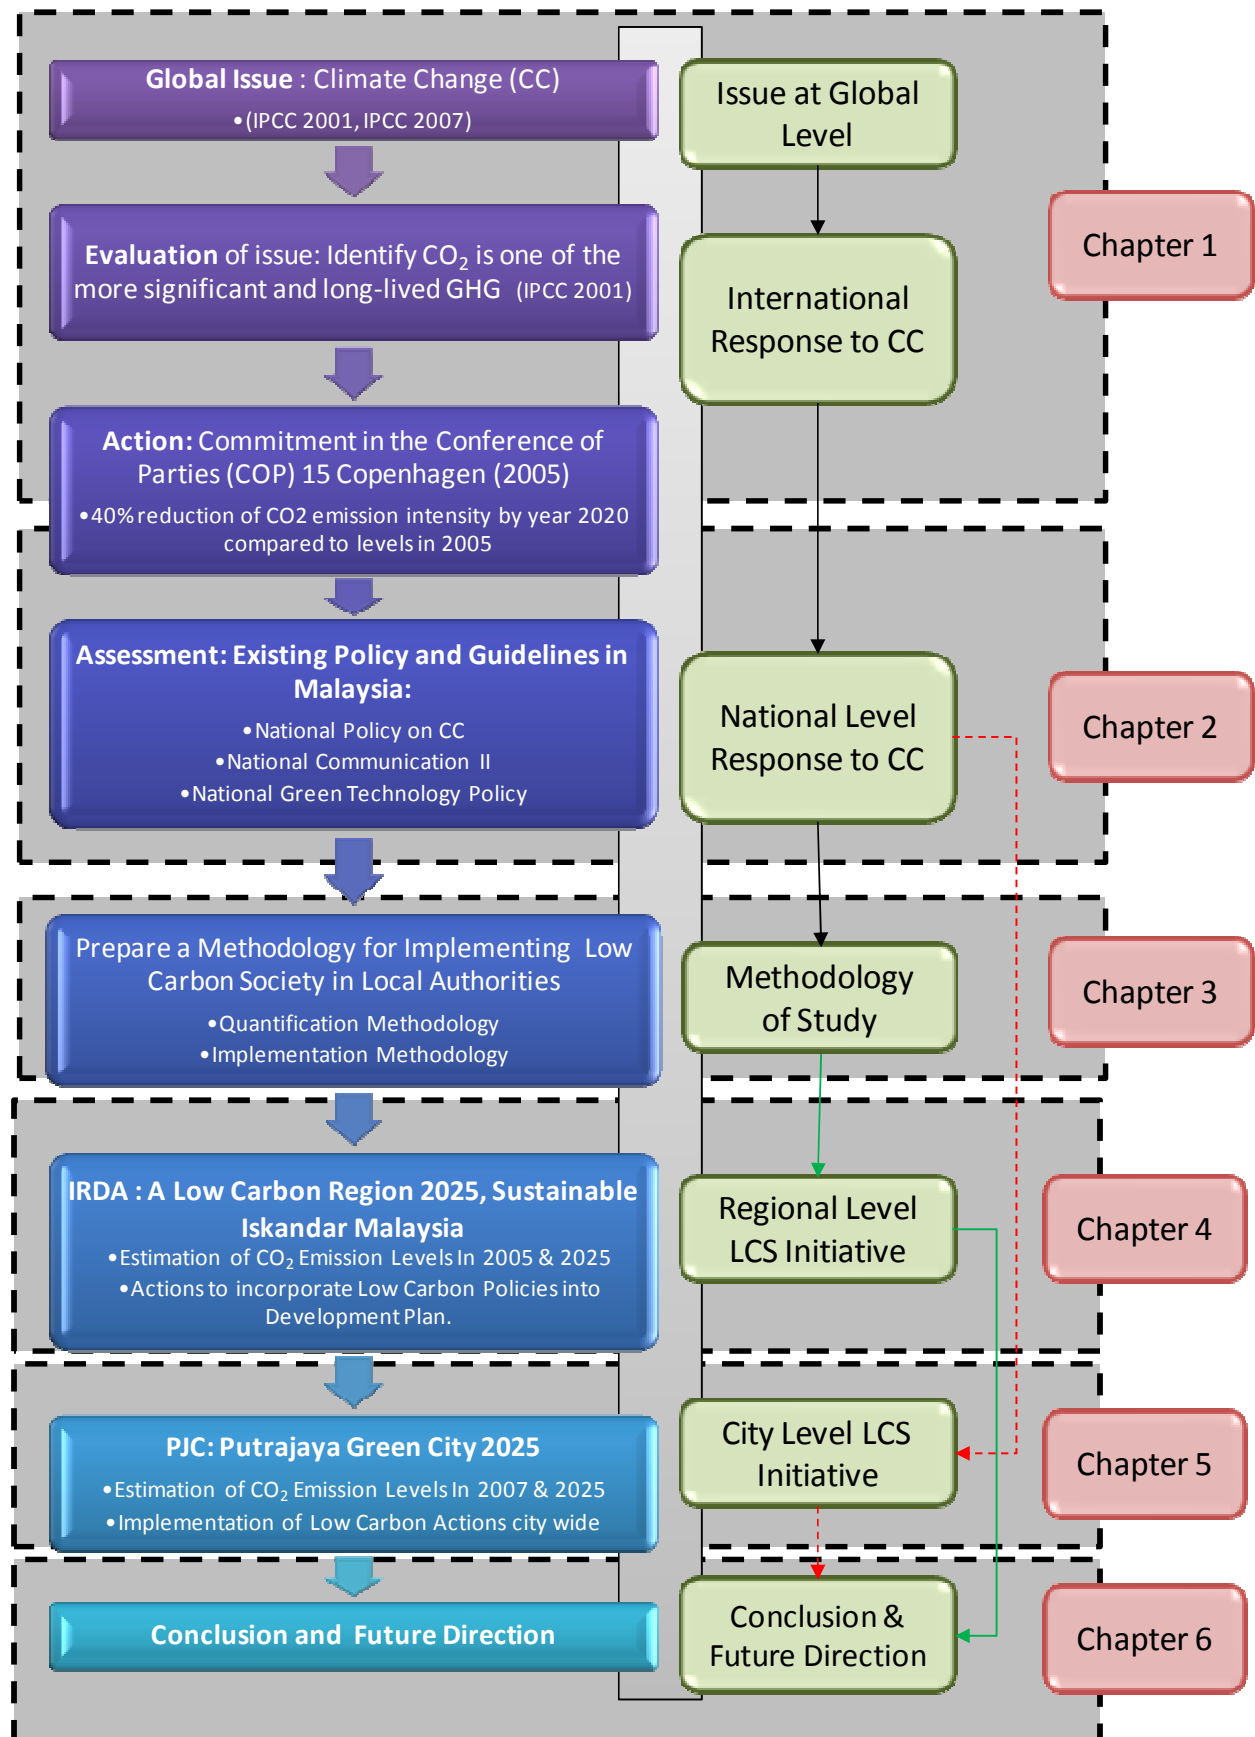 Global Issue : Climate Change (CC)
•(IPCC 2001, IPCC 2007)
Issue at Global
Level
Evaluation of issue: Identify CO₂ is one of the
more significant and long-lived GHG (IPCC 2001)
International
Response to CC
Chapter 1
Action: Commitment in the Conference of
Parties (COP) 15 Copenhagen (2005)
•40% reduction of CO2 emission intensity by year 2020
compared to levels in 2005
Assessment: Existing Policy and Guidelines in
Malaysia:
•National Policy on CC
•National Communication II
•National Green Technology Policy
National Level
Response to CC
Chapter 2
Prepare a Methodology for Implementing Low
Carbon Society in Local Authorities
•Quantification Methodology
•Implementation Methodology
Methodology
of Study
Chapter 3
IRDA : A Low Carbon Region 2025, Sustainable
Iskandar Malaysia
•Estimation of CO₂ Emission Levels In 2005 & 2025
•Actions to incorporate Low Carbon Policies into
Development Plan.
Regional Level
LCS Initiative
Chapter 4
PJC: Putrajaya Green City 2025
•Estimation of CO₂ Emission Levels In 2007 & 2025
•Implementation of Low Carbon Actions city wide
City Level LCS
Initiative
Chapter 5
Conclusion and Future Direction
Conclusion &
Future Direction
Chapter 6